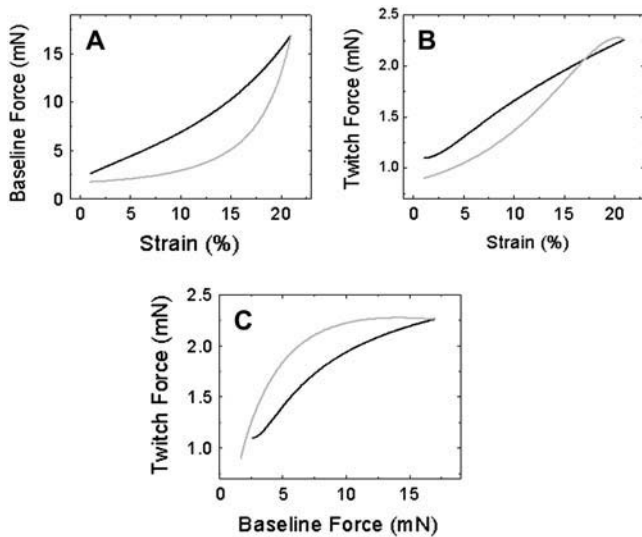 A
Baseline Force (mN)
15
10
5
0
0 5 10 15 20
Strain (%)
B
Twitch Force (mN)
2.5
2.0
1.5
1.0
0 5 10 15 20
Strain (%)
C
Twitch Force (mN)
2.5
2.0
1.5
1.0
0 5 10 15
Baseline Force (mN)